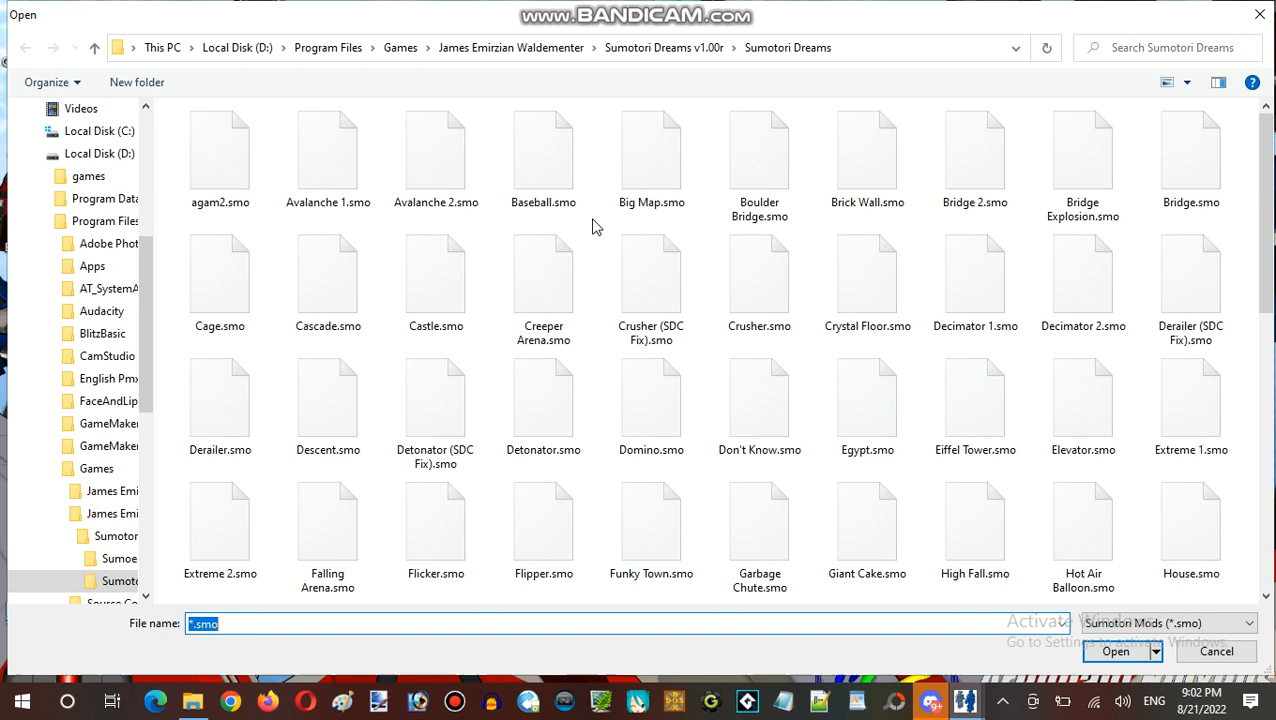 Open
www.BANDICAM.com
This PC > Local Disk (D:) > Program Files > Games > James Emirzian Waldementer > Sumotori Dreams v1.00r > Sumotori Dreams
Search Sumotori Dreams
Organize
New folder
Videos
Local Disk (C:)
Local Disk (D:)
games
Program Data
Program Files
Adobe Phot
Apps
AT_SystemA
Audacity
BlitzBasic
CamStudio
English Pmx
FaceAndLip
GameMaker
GameMaker
Games
James Emi
James Emi
Sumotor
Sumoe
Sumoto
agam2.smo
Avalanche 1.smo
Avalanche 2.smo
Baseball.smo
Big Map.smo
Boulder
Bridge.smo
Brick Wall.smo
Bridge 2.smo
Bridge
Explosion.smo
Bridge.smo
Cage.smo
Cascade.smo
Castle.smo
Creeper
Arena.smo
Crusher (SDC
Fix).smo
Crusher.smo
Crystal Floor.smo
Decimator 1.smo
Decimator 2.smo
Derailer (SDC
Fix).smo
Derailer.smo
Descent.smo
Detonator (SDC
Fix).smo
Detonator.smo
Domino.smo
Don't Know.smo
Egypt.smo
Eiffel Tower.smo
Elevator.smo
Extreme 1.smo
Extreme 2.smo
Falling
Arena.smo
Flicker.smo
Flipper.smo
Funky Town.smo
Garbage
Chute.smo
Giant Cake.smo
High Fall.smo
Hot Air
Balloon.smo
House.smo
File name:
*.smo
Sumotori Mods (*.smo)
Activate Windows
Go to Settings to activate Windows.
Open
Cancel
ENG
9:02 PM
8/21/2022